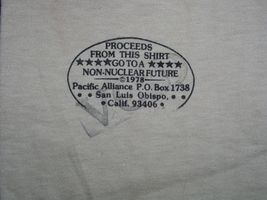 PROCEEDS
FROM THIS SHIRT
★★★★ GO TO A ★★★★
NON-NUCLEAR FUTURE
©1978
Pacific Alliance P.O. Box 1738
• • San Luis Obispo, • •
• Calif. 93406 •